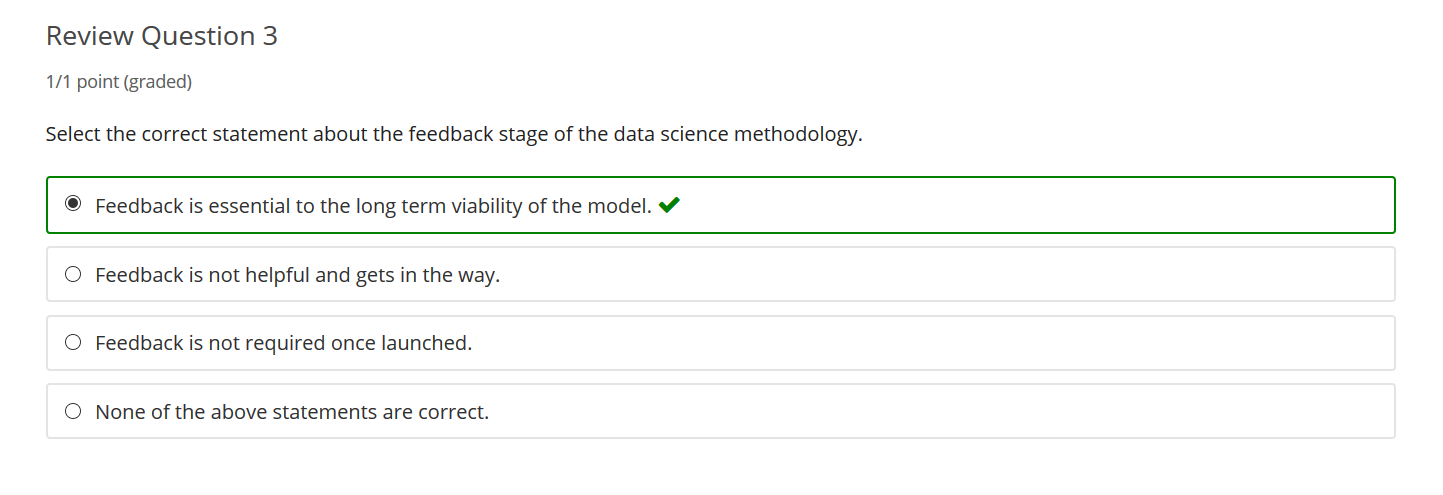 Review Question 3
1/1 point (graded)
Select the correct statement about the feedback stage of the data science methodology.
Feedback is essential to the long term viability of the model.
Feedback is not helpful and gets in the way.
Feedback is not required once launched.
None of the above statements are correct.